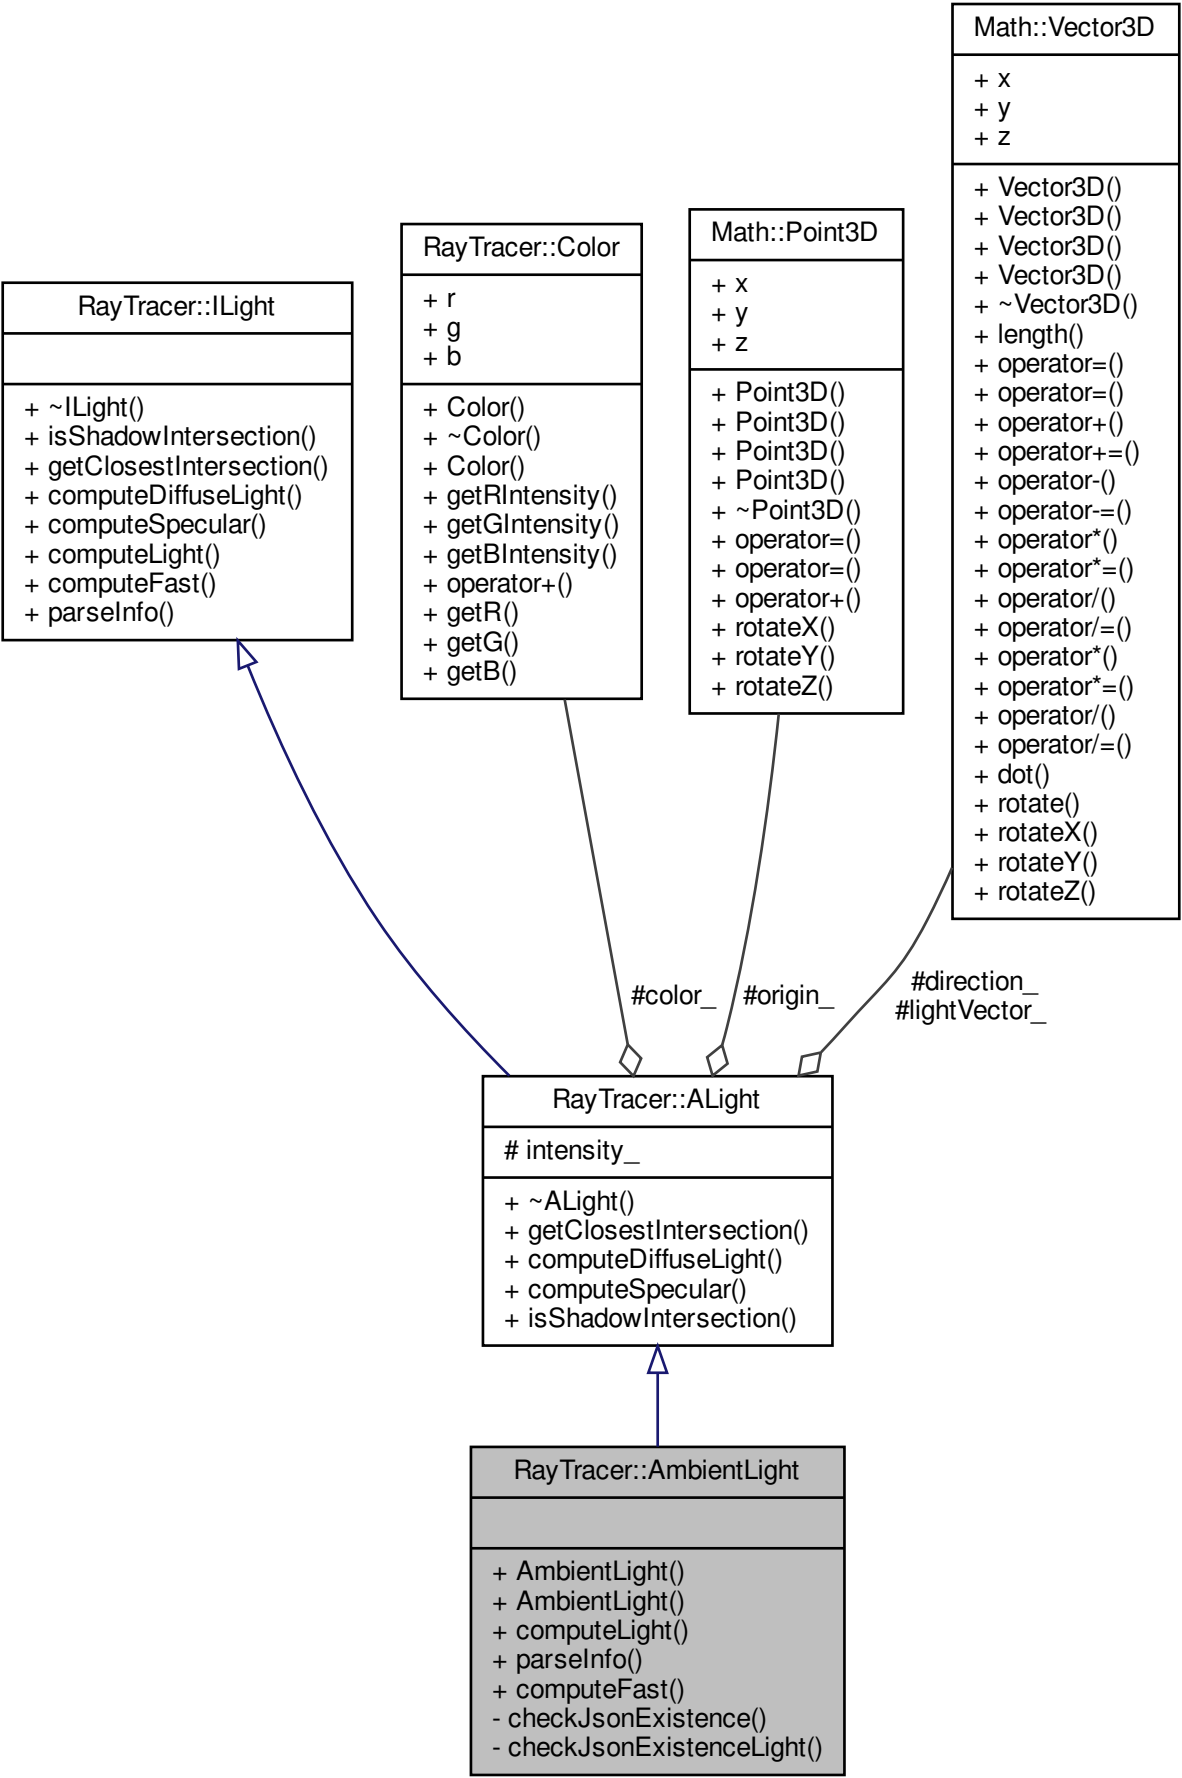 Math::Vector3D
+ x
+ y
+ z
+ Vector3D()
+ Vector3D()
+ Vector3D()
+ Vector3D()
+ ~Vector3D()
+ length()
+ operator=()
+ operator=()
+ operator+()
+ operator+=()
+ operator-()
+ operator-=()
+ operator*()
+ operator*=()
+ operator/()
+ operator/=()
+ operator*()
+ operator*=()
+ operator/()
+ operator/=()
+ dot()
+ rotate()
+ rotateX()
+ rotateY()
+ rotateZ()
Math::Point3D
+ x
+ y
+ z
+ Point3D()
+ Point3D()
+ Point3D()
+ Point3D()
+ ~Point3D()
+ operator=()
+ operator=()
+ operator+()
+ rotateX()
+ rotateY()
+ rotateZ()
RayTracer::Color
+ r
+ g
+ b
+ Color()
+ ~Color()
+ Color()
+ getRIntensity()
+ getGIntensity()
+ getBIntensity()
+ operator+()
+ getR()
+ getG()
+ getB()
RayTracer::ILight
+ ~ILight()
+ isShadowIntersection()
+ getClosestIntersection()
+ computeDiffuseLight()
+ computeSpecular()
+ computeLight()
+ computeFast()
+ parseInfo()
#color_
#origin_
#direction_
#lightVector_
RayTracer::ALight
# intensity_
+ ~ALight()
+ getClosestIntersection()
+ computeDiffuseLight()
+ computeSpecular()
+ isShadowIntersection()
RayTracer::AmbientLight
+ AmbientLight()
+ AmbientLight()
+ computeLight()
+ parseInfo()
+ computeFast()
- checkJsonExistence()
- checkJsonExistenceLight()